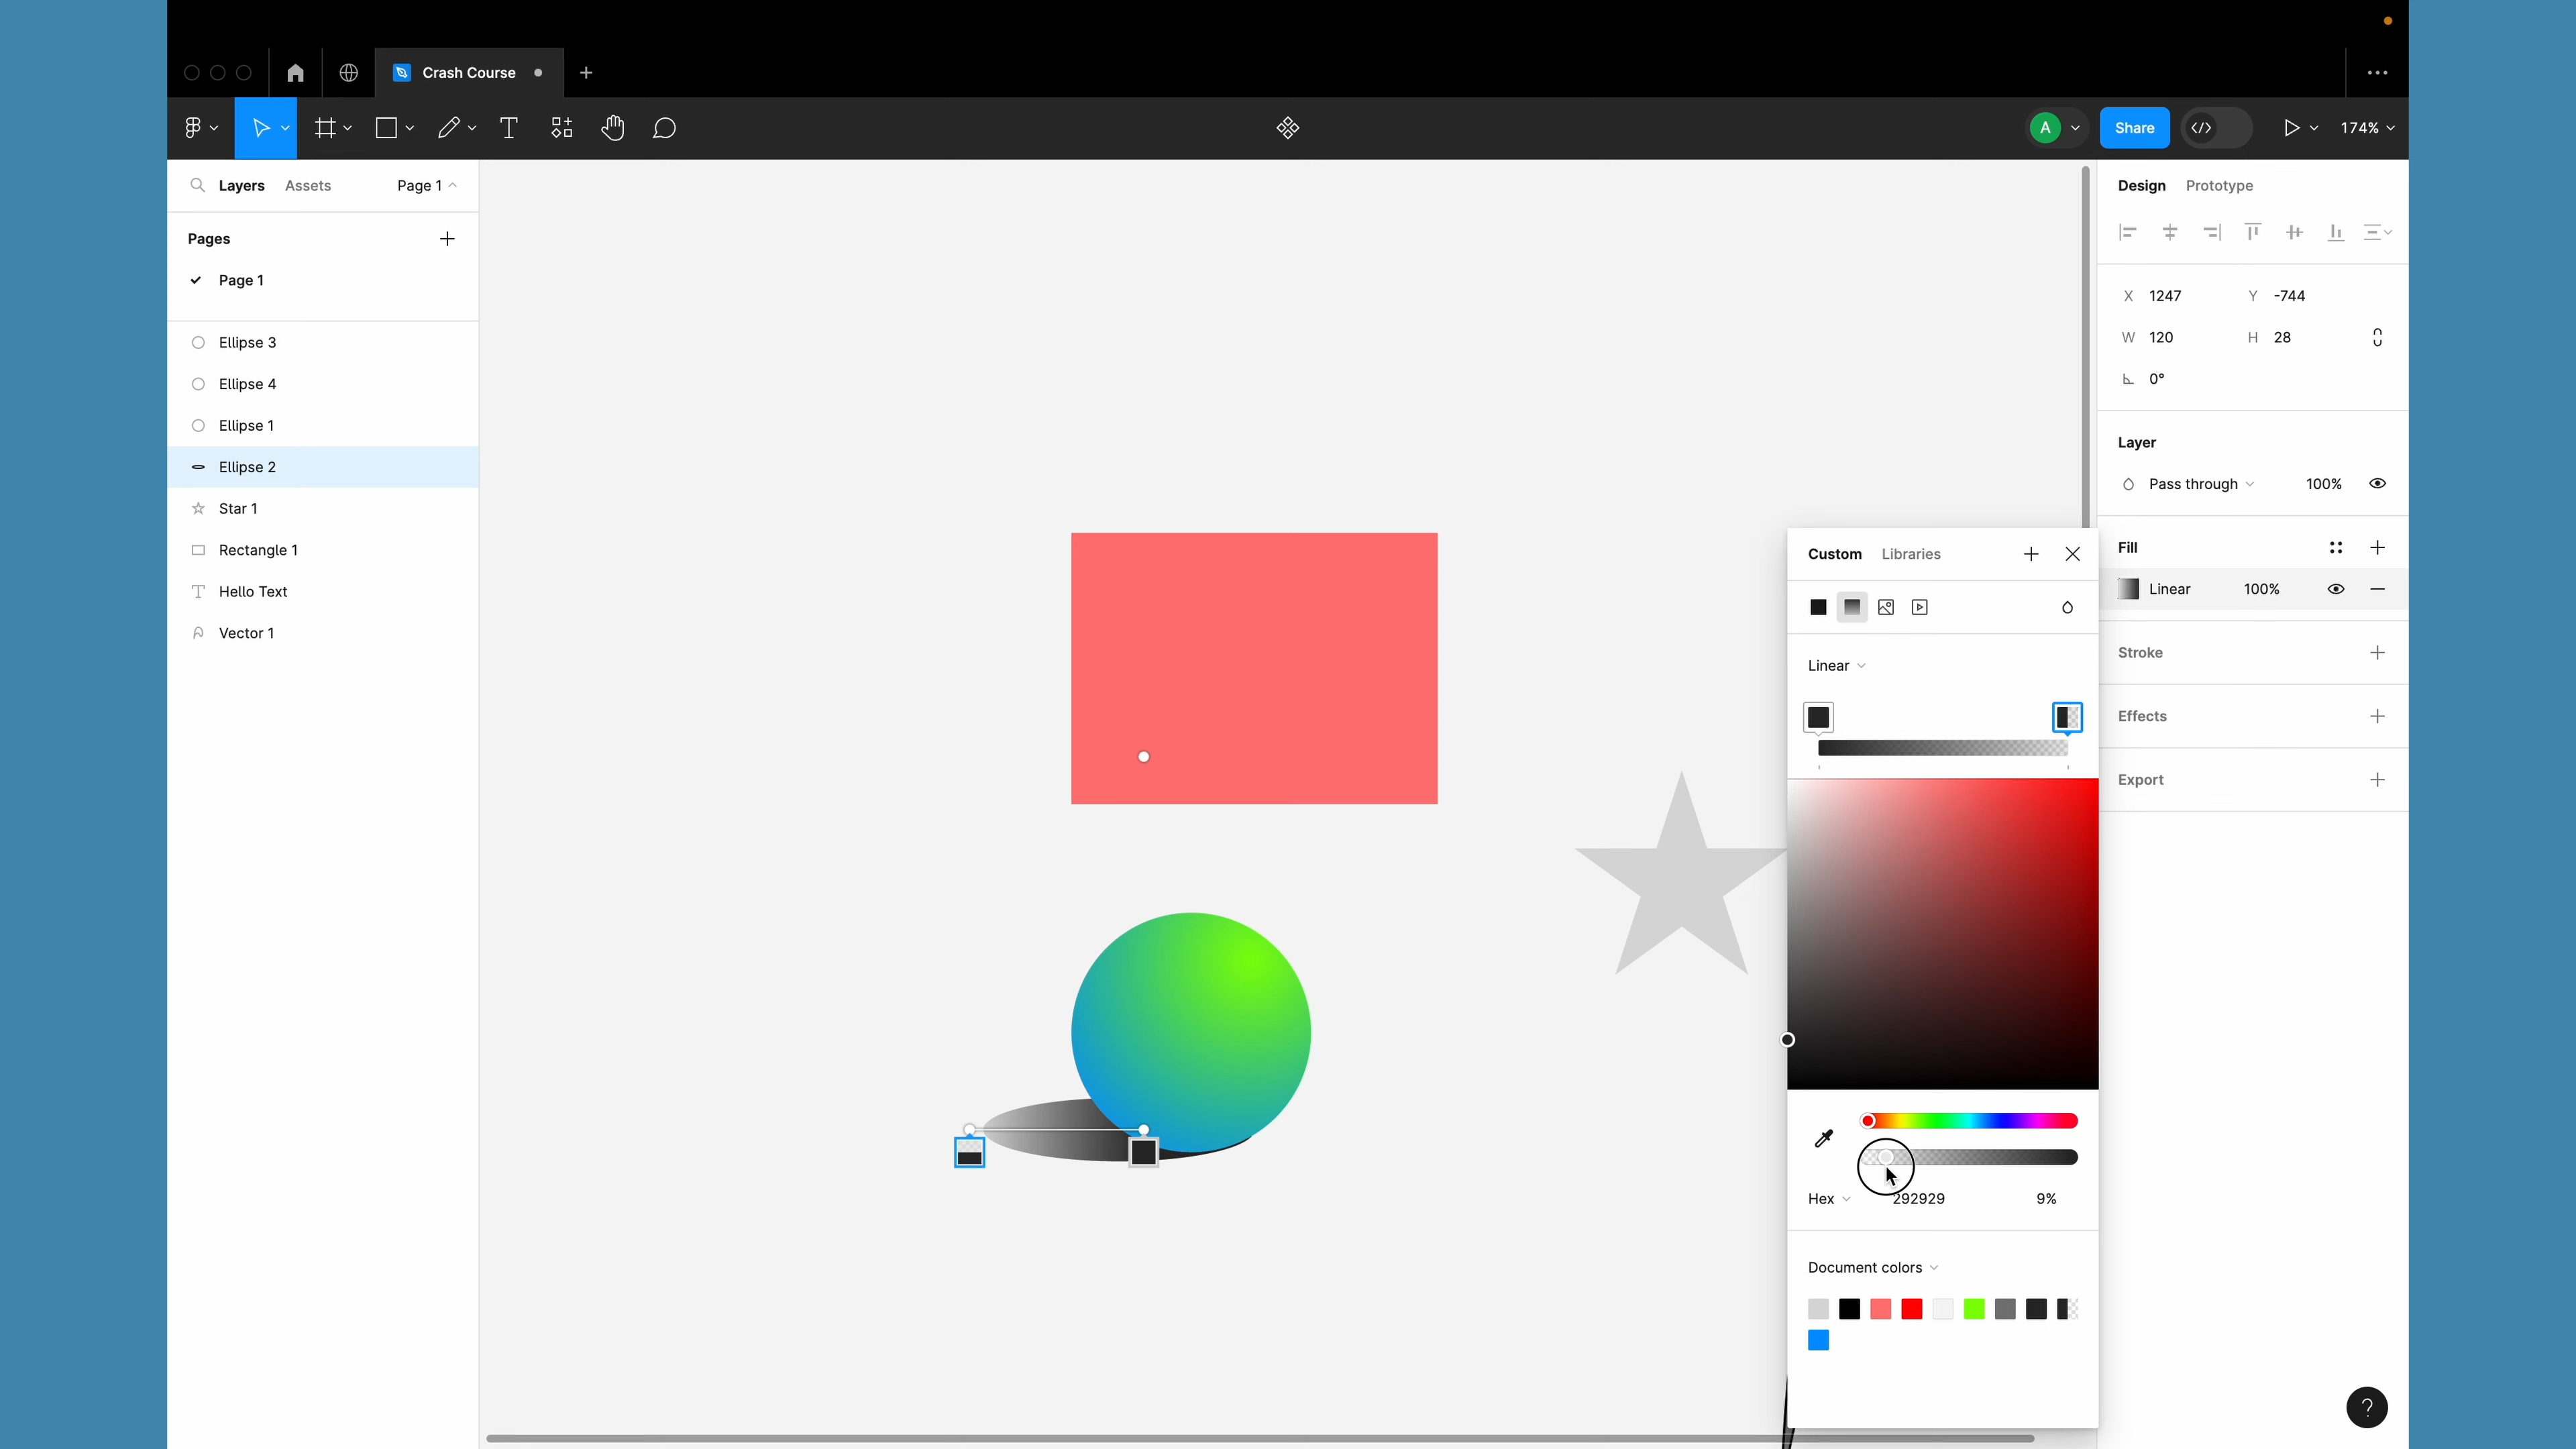 Crash Course
A
Share
174%
Layers Assets Page 1
Pages
Page 1
Ellipse 3
Ellipse 4
Ellipse 1
Ellipse 2
Star 1
Rectangle 1
Hello Text
Vector 1
Design Prototype
X 1247 Y -744
W 120 H 28
0°
Layer
Pass through 100%
Fill
Linear 100%
Stroke
Effects
Export
Custom Libraries
Linear
Hex 292929 9%
Document colors
?